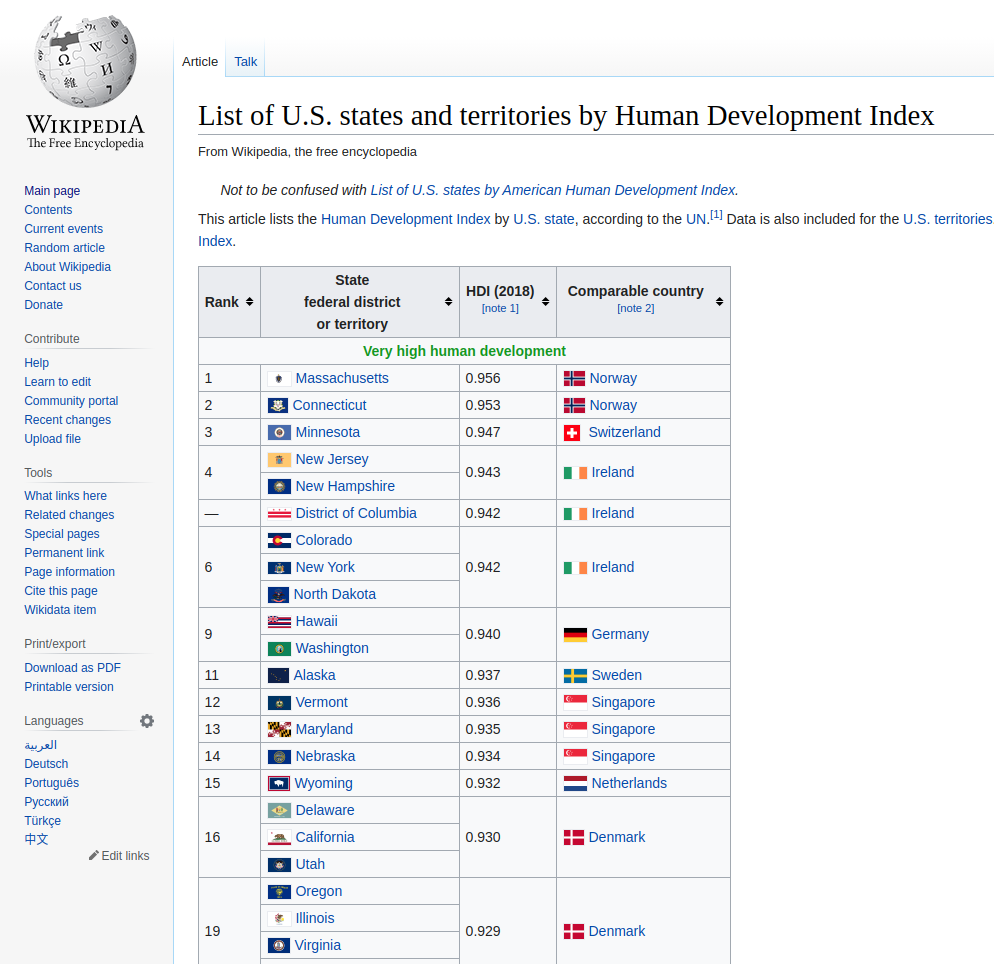 WIKIPEDIA
The Free Encyclopedia
Main page
Contents
Current events
Random article
About Wikipedia
Contact us
Donate
Contribute
Help
Learn to edit
Community portal
Recent changes
Upload file
Tools
What links here
Related changes
Special pages
Permanent link
Page information
Cite this page
Wikidata item
Print/export
Download as PDF
Printable version
Languages
العربية
Deutsch
Português
Русский
Türkçe
中文
Edit links
Article Talk
List of U.S. states and territories by Human Development Index
From Wikipedia, the free encyclopedia
Not to be confused with List of U.S. states by American Human Development Index.
This article lists the Human Development Index by U.S. state, according to the UN.[1] Data is also included for the U.S. territories
Index.
Rank State federal district or territory HDI (2018) [note 1] Comparable country [note 2]
Very high human development
1 Massachusetts 0.956 Norway
2 Connecticut 0.953 Norway
3 Minnesota 0.947 Switzerland
4 New Jersey 0.943 Ireland
New Hampshire
— District of Columbia 0.942 Ireland
6 Colorado 0.942 Ireland
New York
North Dakota
9 Hawaii 0.940 Germany
Washington
11 Alaska 0.937 Sweden
12 Vermont 0.936 Singapore
13 Maryland 0.935 Singapore
14 Nebraska 0.934 Singapore
15 Wyoming 0.932 Netherlands
16 Delaware 0.930 Denmark
California
Utah
19 Oregon 0.929 Denmark
Illinois
Virginia